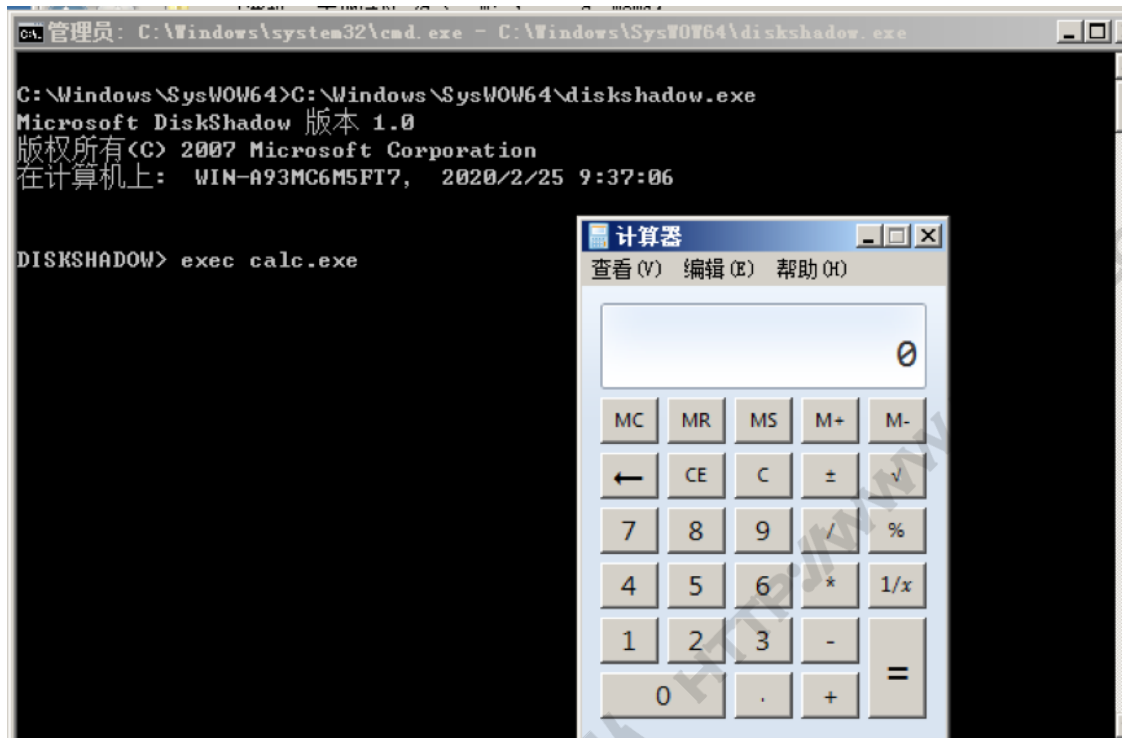 管理员: C:\Windows\system32\cmd.exe - C:\Windows\SysWOW64\diskshadow.exe
C:\Windows\SysWOW64>C:\Windows\SysWOW64\diskshadow.exe
Microsoft DiskShadow 版本 1.0
版权所有(C) 2007 Microsoft Corporation
在计算机上: WIN-A93MC6M5FT7, 2020/2/25 9:37:06
DISKSHADOW> exec calc.exe
计算器
查看(V) 编辑(E) 帮助(H)
0
MC MR MS M+ M-
← CE C ± √
7 8 9 / %
4 5 6 * 1/x
1 2 3 - =
0 . +
HTTP://WWW